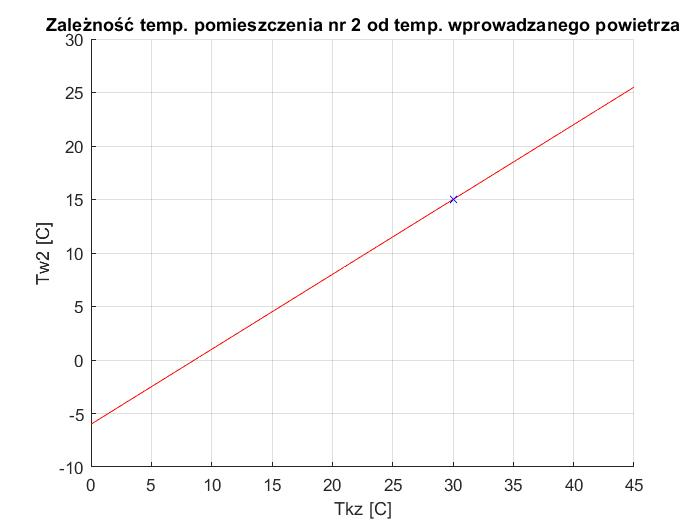 Zależność temp. pomieszczenia nr 2 od temp. wprowadzanego powietrza
30
25
20
15
10
5
0
-5
-10
Tw2 [C]
0 5 10 15 20 25 30 35 40 45
Tkz [C]